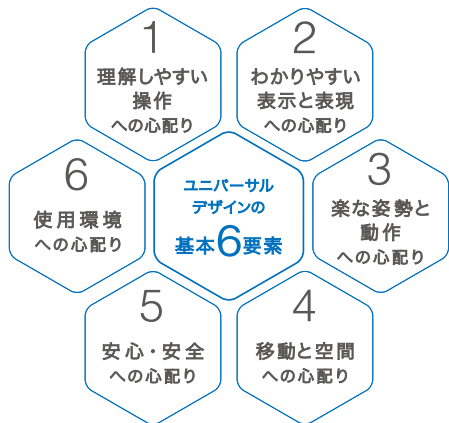 1
理解しやすい
操作
への心配り
2
わかりやすい
表示と表現
への心配り
3
楽な姿勢と
動作
への心配り
4
移動と空間
への心配り
5
安心・安全
への心配り
6
使用環境
への心配り
ユニバーサル
デザインの
基本6要素